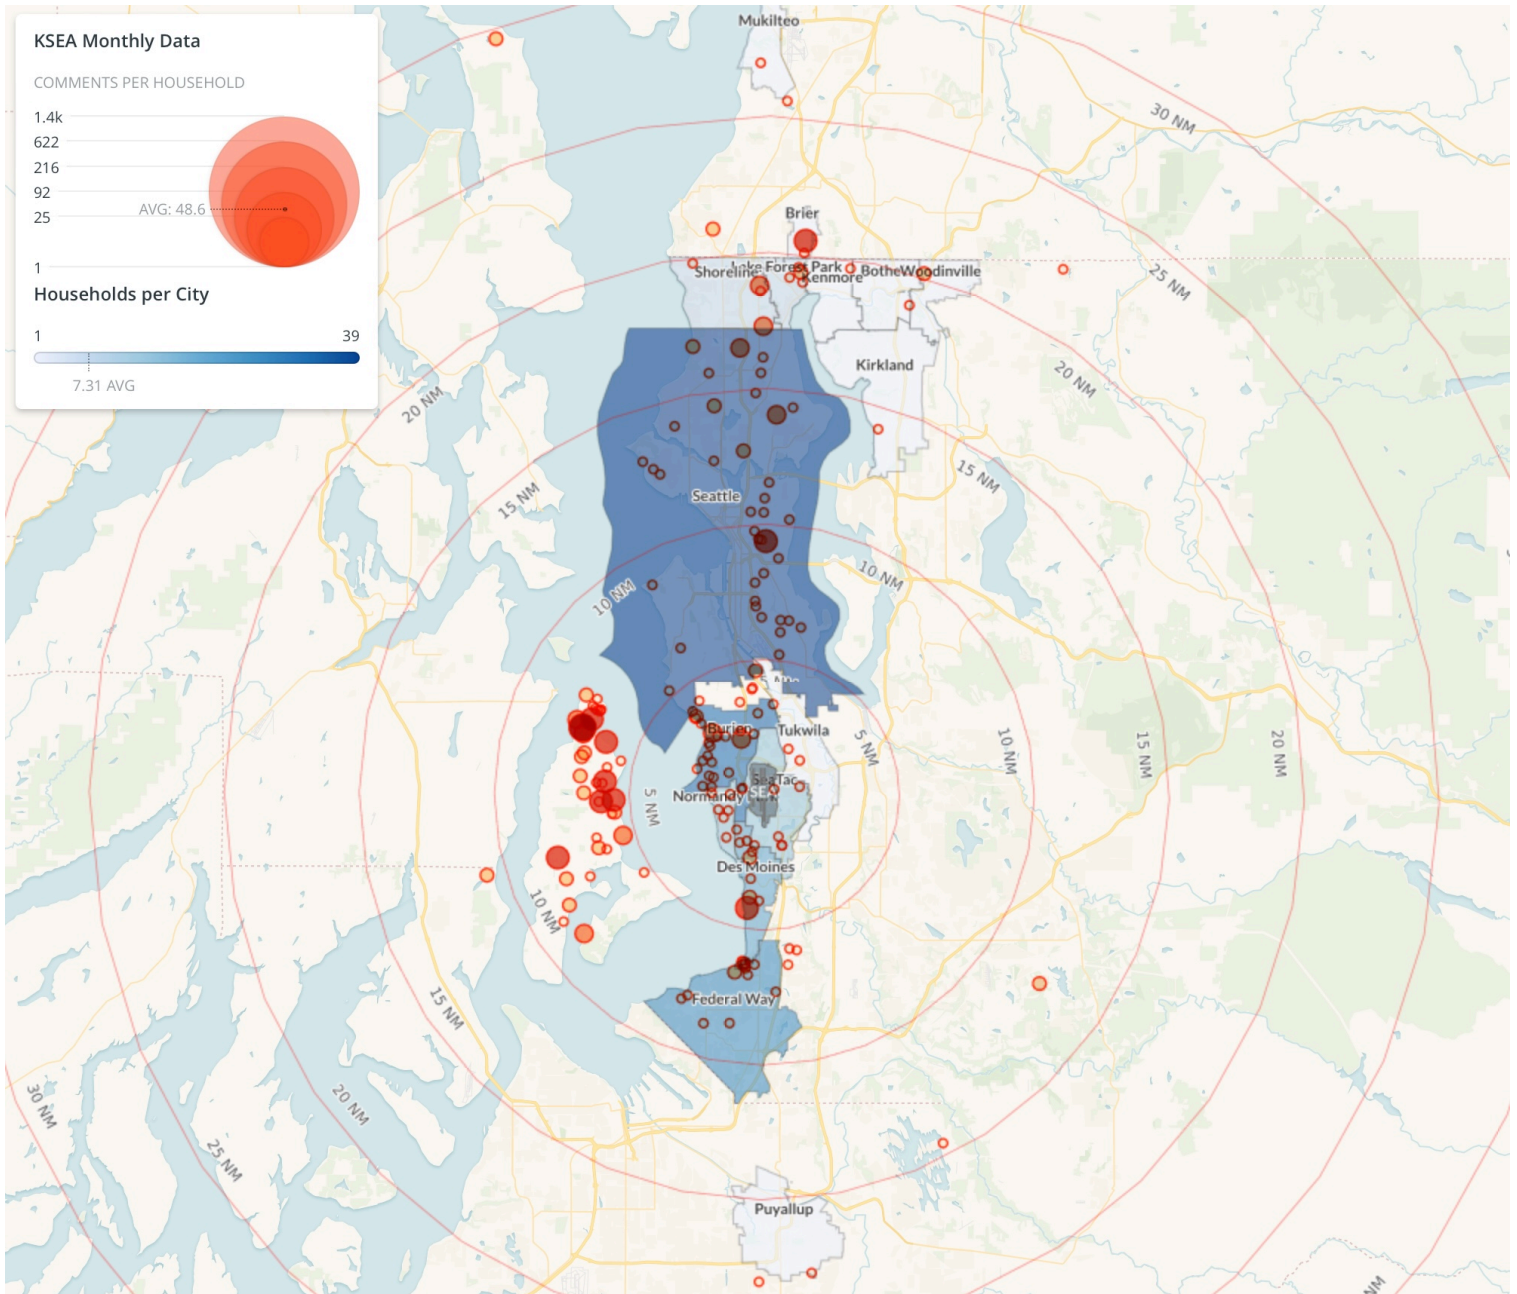 KSEA Monthly Data
COMMENTS PER HOUSEHOLD
1.4k
622
216
92
AVG: 48.6
25
1
Households per City
1 39
7.31 AVG
Mukilteo
30 NM
Brier
Lake Forest Park
Shoreline
Kenmore
Bothe
Woodinville
25 NM
Kirkland
20 NM
20 NM
15 NM
15 NM
Seattle
10 NM
10 NM
Burien
Tukwila
5 NM
10 NM
15 NM
20 NM
SeaTac
SEA
Normandy
5 NM
Des Moines
10 NM
Federal Way
15 NM
30 NM
20 NM
25 NM
Puyallup
NM